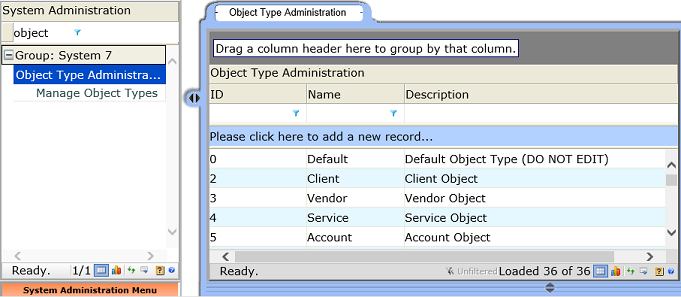 System Administration
object
Group: System 7
Object Type Administra...
Manage Object Types
Ready. 1/1
System Administration Menu
Object Type Administration
Drag a column header here to group by that column.
Object Type Administration
ID Name Description
Please click here to add a new record...
0 Default Default Object Type (DO NOT EDIT)
2 Client Client Object
3 Vendor Vendor Object
4 Service Service Object
5 Account Account Object
Ready. Unfiltered Loaded 36 of 36